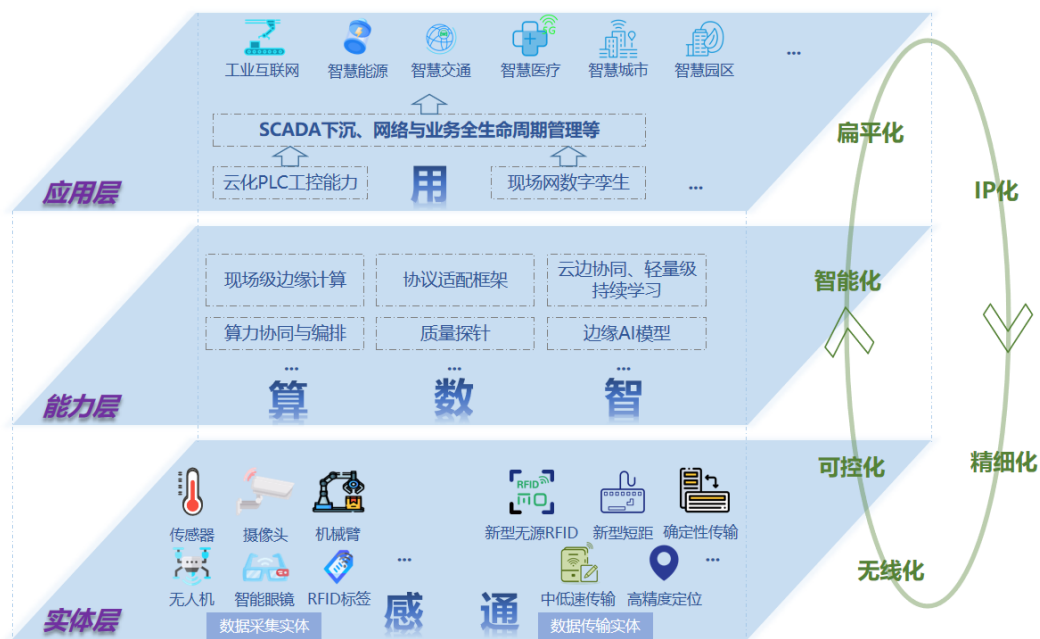 5G
工业互联网
智慧能源
智慧交通
智慧医疗
智慧城市
智慧园区
...
SCADA下沉、网络与业务全生命周期管理等
云化PLC工控能力
用
现场网数字孪生
...
应用层
现场级边缘计算
协议适配框架
云边协同、轻量级
持续学习
算力协同与编排
质量探针
边缘AI模型
...
...
...
算
数
智
能力层
RFID
传感器
摄像头
机械臂
新型无源RFID
新型短距
确定性传输
...
...
无人机
智能眼镜
RFID标签
感
通
中低速传输
高精度定位
数据采集实体
数据传输实体
实体层
扁平化
IP化
智能化
可控化
精细化
无线化